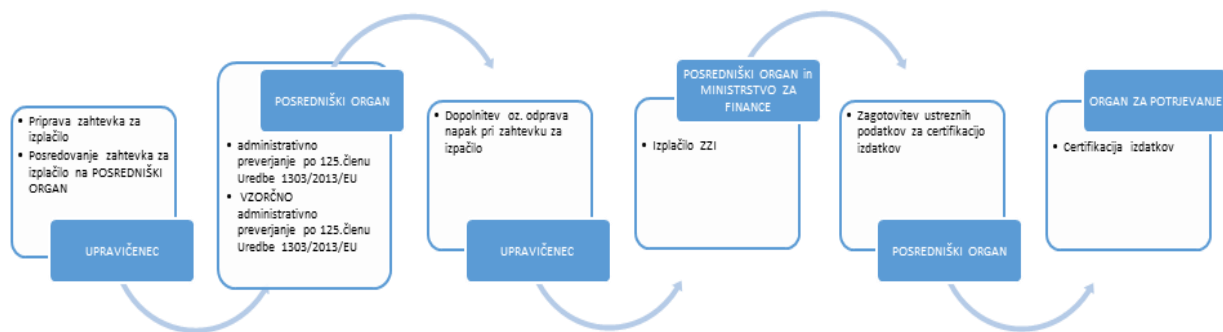 • Priprava zahtevka za
izplačilo
• Posredovanje zahtevka za
izplačilo na POSREDNIŠKI
ORGAN
UPRAVIČENEC
POSREDNIŠKI ORGAN
• administrativno
preverjanje po 125.členu
Uredbe 1303/2013/EU
• VZORČNO
administrativno
preverjanje po 125.členu
Uredbe 1303/2013/EU
• Dopolnitev oz. odprava
napak pri zahtevku za
izpačilo
UPRAVIČENEC
POSREDNIŠKI ORGAN in
MINISTRSTVO ZA
FINANCE
• Izplačilo ZZI
• Zagotovitev ustreznih
podatkov za certifikacijo
izdatkov
POSREDNIŠKI ORGAN
ORGAN ZA POTRJEVANJE
• Certifikacija izdatkov